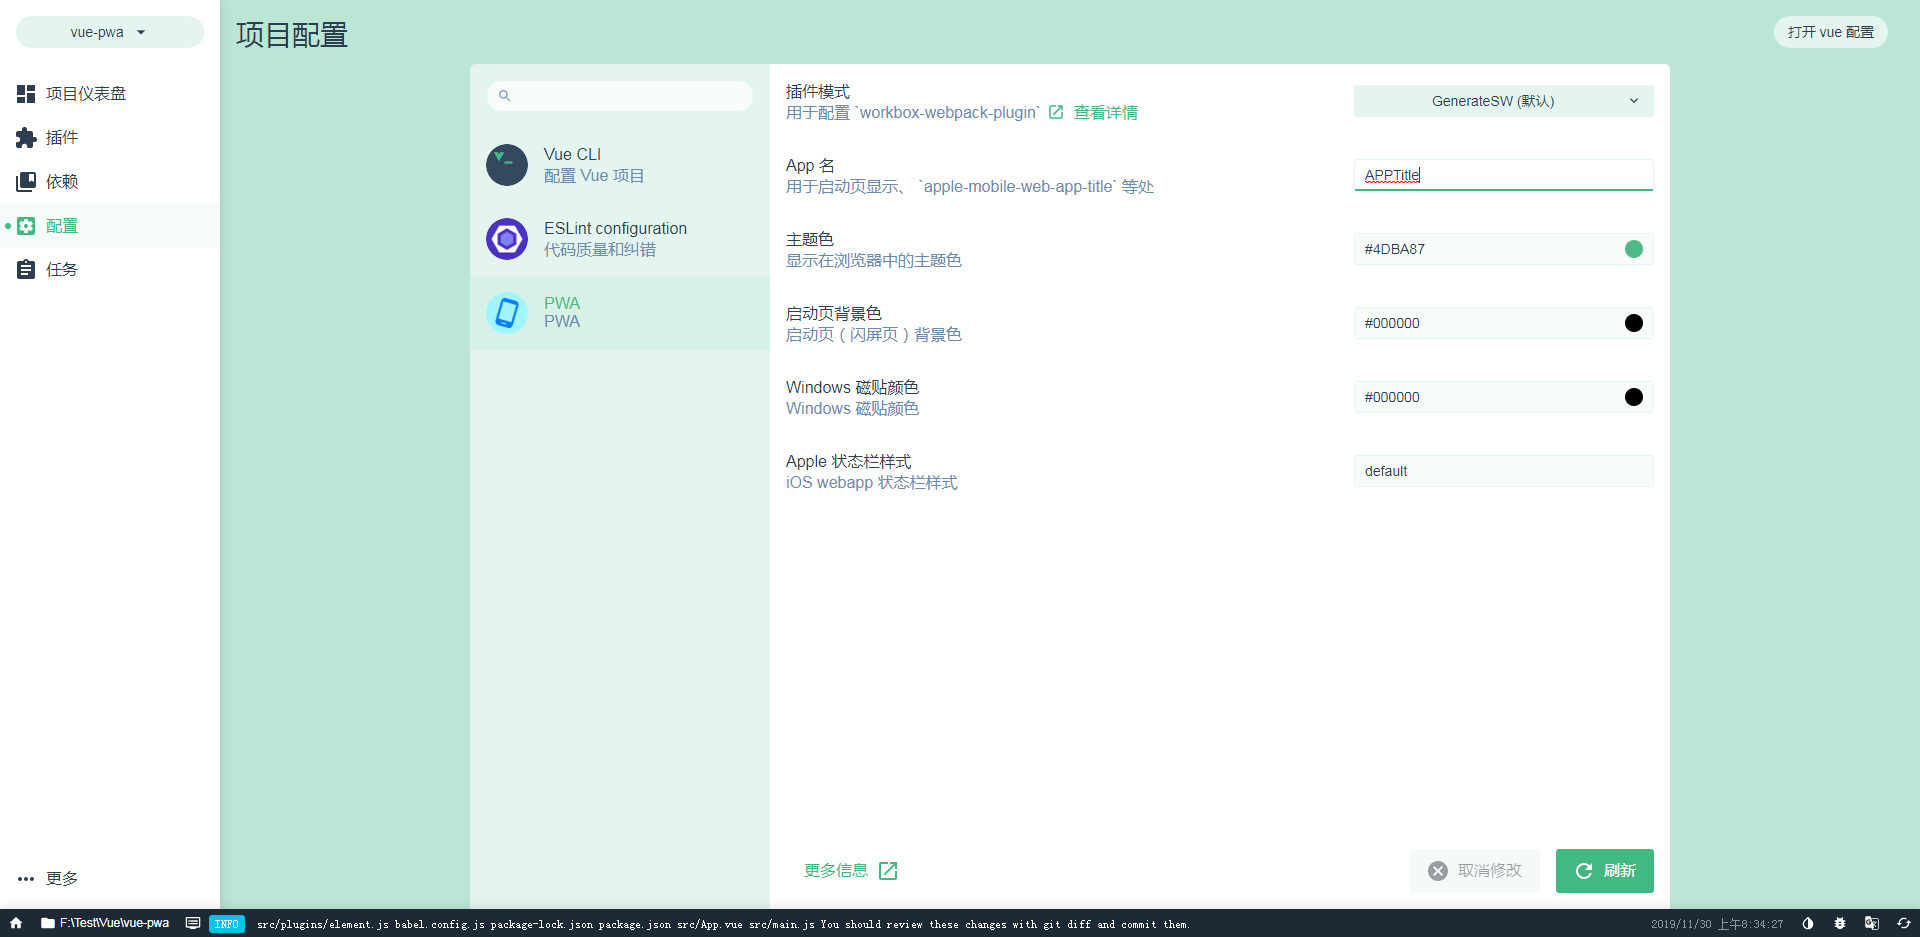 vue-pwa
项目仪表盘
插件
依赖
配置
任务
更多
项目配置
打开 vue 配置
Vue CLI
配置 Vue 项目
ESLint configuration
代码质量和纠错
PWA
PWA
插件模式
用于配置 `workbox-webpack-plugin` 查看详情
GenerateSW (默认)
App 名
用于启动页显示、 `apple-mobile-web-app-title` 等处
APPTitle
主题色
显示在浏览器中的主题色
#4DBA87
启动页背景色
启动页（闪屏页）背景色
#000000
Windows 磁贴颜色
Windows 磁贴颜色
#000000
Apple 状态栏样式
iOS webapp 状态栏样式
default
更多信息
取消修改
刷新
F:\Test\Vue\vue-pwa
INFO
src/plugins/element.js babel.config.js package-lock.json package.json src/App.vue src/main.js You should review these changes with git diff and commit them.
2019/11/30 上午8:34:27